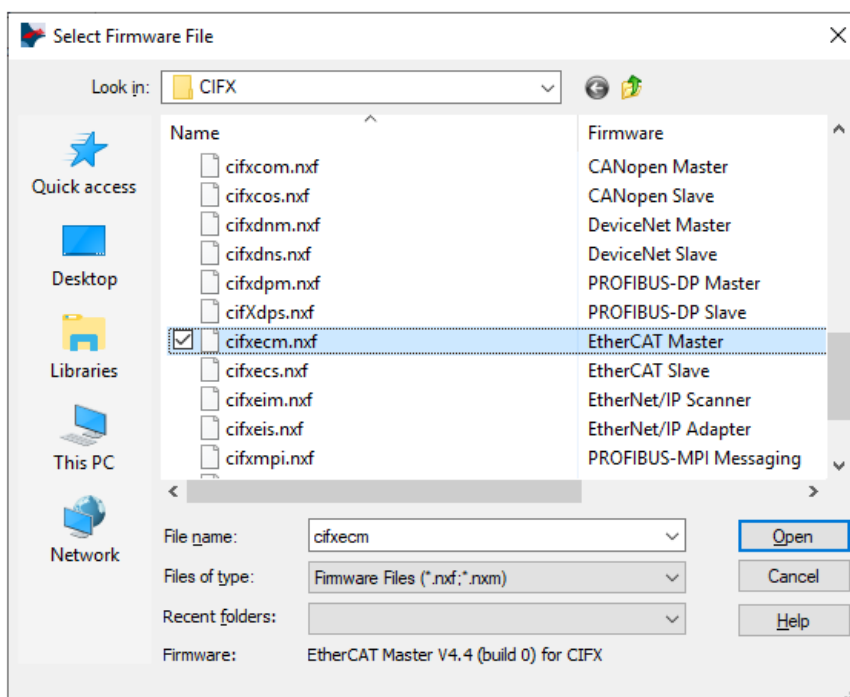 Select Firmware File
Look in: CIFX
Name Firmware
cifxcom.nxf CANopen Master
cifxcos.nxf CANopen Slave
cifxdnm.nxf DeviceNet Master
cifxdns.nxf DeviceNet Slave
cifxdpm.nxf PROFIBUS-DP Master
cifXdps.nxf PROFIBUS-DP Slave
cifxecm.nxf EtherCAT Master
cifxecs.nxf EtherCAT Slave
cifxeim.nxf EtherNet/IP Scanner
cifxeis.nxf EtherNet/IP Adapter
cifxmpi.nxf PROFIBUS-MPI Messaging
Quick access
Desktop
Libraries
This PC
Network
File name: cifxecm Open
Files of type: Firmware Files (*.nxf;*.nxm) Cancel
Recent folders: Help
Firmware: EtherCAT Master V4.4 (build 0) for CIFX